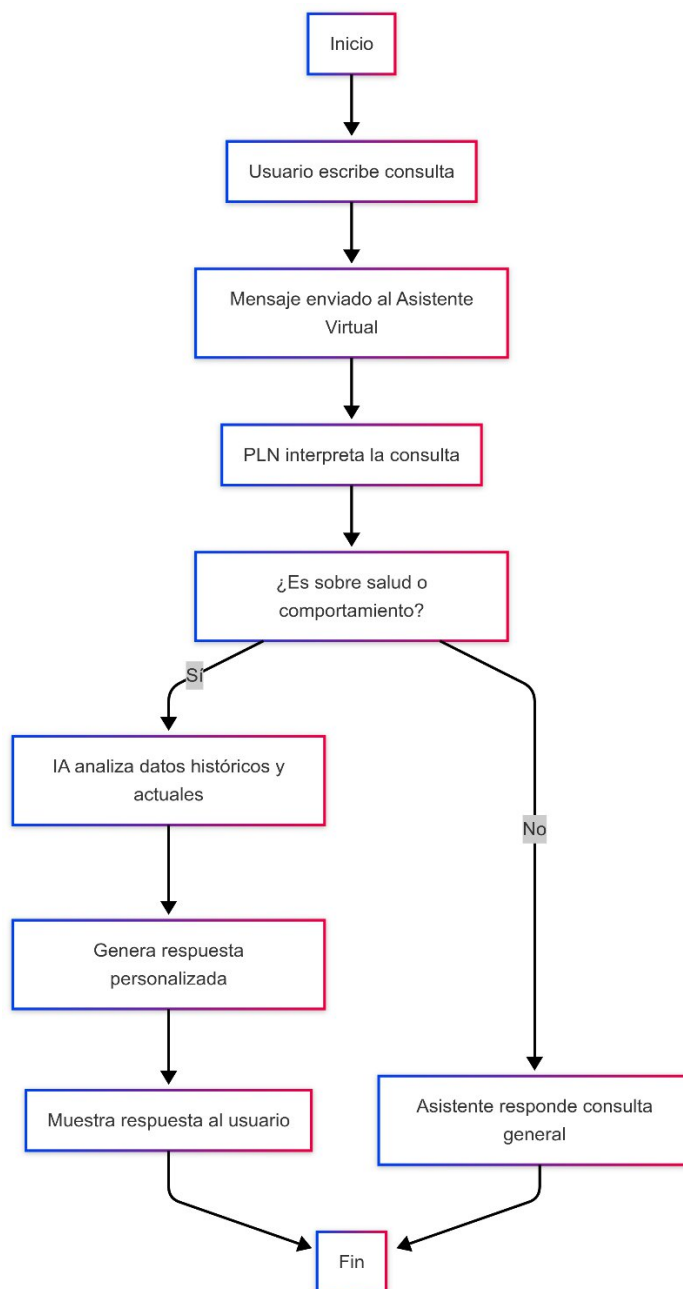 Inicio
Usuario escribe consulta
Mensaje enviado al Asistente
Virtual
PLN interpreta la consulta
¿Es sobre salud o
comportamiento?
Sí
IA analiza datos históricos y
actuales
No
Genera respuesta
personalizada
Muestra respuesta al usuario
Asistente responde consulta
general
Fin